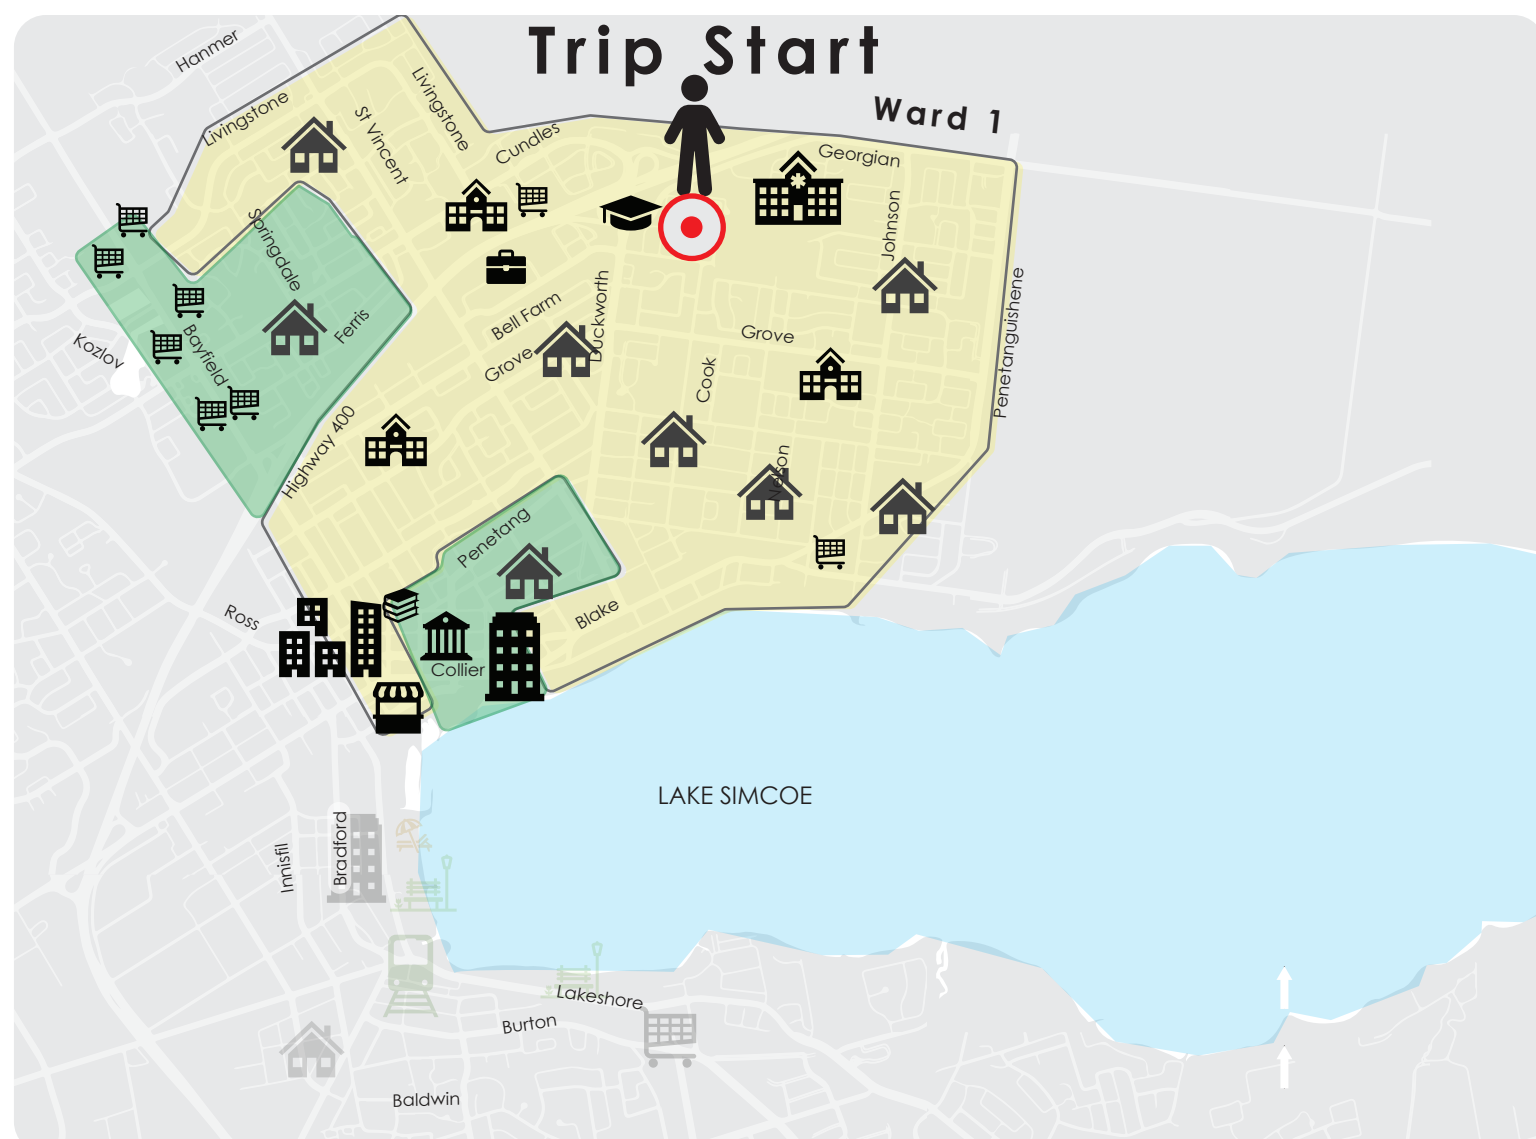 Trip Start
Ward 1
Hanmer
Livingstone
Livingstone
St Vincent
Cundles
Georgian
Johnson
Springdale
Ferris
Kozlov
Bayfield
Bell Farm
Duckworth
Grove
Grove
Cook
Penetanguishene
Highway 400
Nelson
Penetang
Ross
Blake
Collier
LAKE SIMCOE
Innisfil
Bradford
Lakeshore
Burton
Baldwin